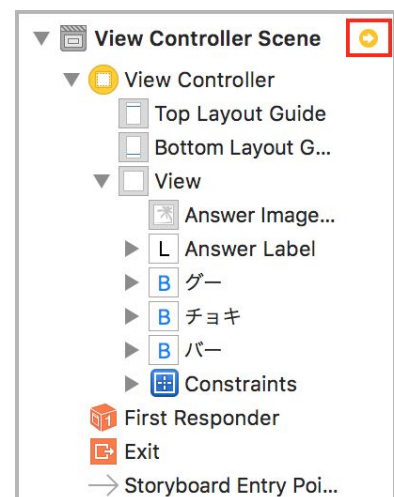 View Controller Scene
View Controller
Top Layout Guide
Bottom Layout G...
View
Answer Image...
L Answer Label
B グー
B チョキ
B バー
Constraints
1 First Responder
Exit
Storyboard Entry Poi...